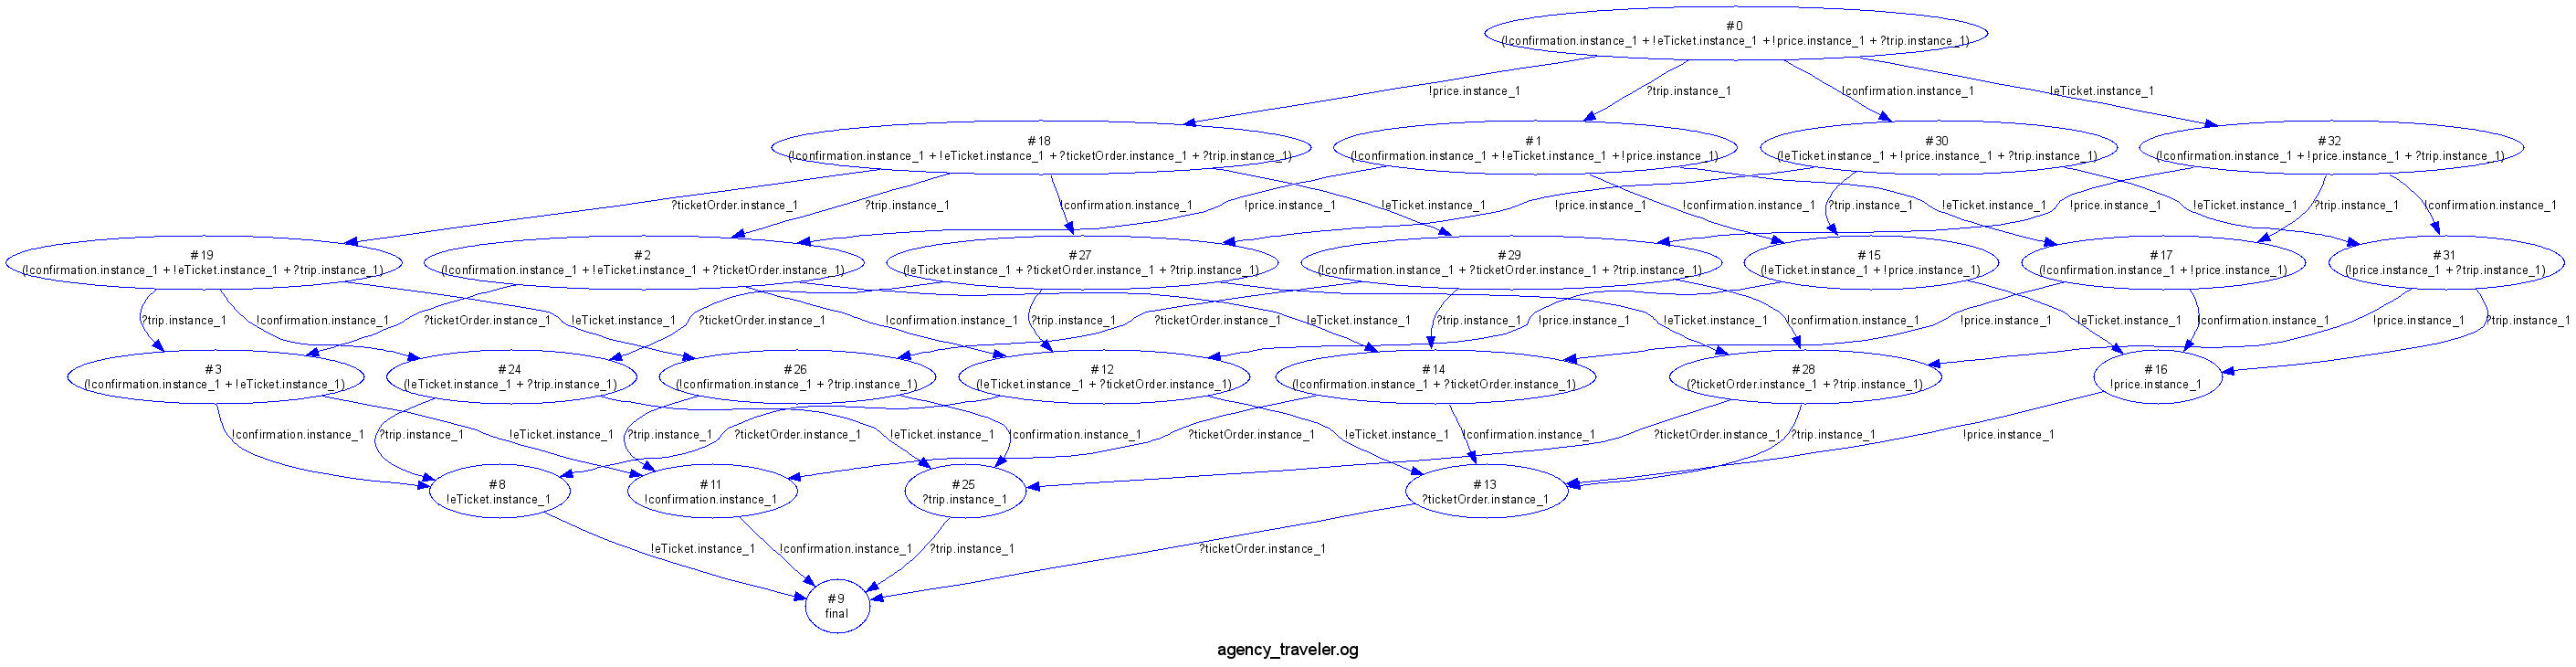 #0
(!confirmation.instance_1 + !eTicket.instance_1 + !price.instance_1 + ?trip.instance_1)
!price.instance_1
?trip.instance_1
!confirmation.instance_1
!eTicket.instance_1
#18
(!confirmation.instance_1 + !eTicket.instance_1 + ?ticketOrder.instance_1 + ?trip.instance_1)
#1
(!confirmation.instance_1 + !eTicket.instance_1 + !price.instance_1)
#30
(!eTicket.instance_1 + !price.instance_1 + ?trip.instance_1)
#32
(!confirmation.instance_1 + !price.instance_1 + ?trip.instance_1)
?ticketOrder.instance_1
?trip.instance_1
!confirmation.instance_1
!price.instance_1
!eTicket.instance_1
!confirmation.instance_1
!price.instance_1
?trip.instance_1
!eTicket.instance_1
!price.instance_1
!eTicket.instance_1
?trip.instance_1
!confirmation.instance_1
#19
(!confirmation.instance_1 + !eTicket.instance_1 + ?trip.instance_1)
#2
(!confirmation.instance_1 + !eTicket.instance_1 + ?ticketOrder.instance_1)
#27
(!eTicket.instance_1 + ?ticketOrder.instance_1 + ?trip.instance_1)
#29
(!confirmation.instance_1 + ?ticketOrder.instance_1 + ?trip.instance_1)
#15
(!eTicket.instance_1 + !price.instance_1)
#17
(!confirmation.instance_1 + !price.instance_1)
#31
(!price.instance_1 + ?trip.instance_1)
?trip.instance_1
!confirmation.instance_1
?ticketOrder.instance_1
!eTicket.instance_1
?ticketOrder.instance_1
!confirmation.instance_1
?trip.instance_1
?ticketOrder.instance_1
!eTicket.instance_1
?trip.instance_1
!price.instance_1
!eTicket.instance_1
!confirmation.instance_1
!price.instance_1
!eTicket.instance_1
!confirmation.instance_1
!price.instance_1
?trip.instance_1
#3
(!confirmation.instance_1 + !eTicket.instance_1)
#24
(!eTicket.instance_1 + ?trip.instance_1)
#26
(!confirmation.instance_1 + ?trip.instance_1)
#12
(!eTicket.instance_1 + ?ticketOrder.instance_1)
#14
(!confirmation.instance_1 + ?ticketOrder.instance_1)
#28
(?ticketOrder.instance_1 + ?trip.instance_1)
#16
!price.instance_1
!confirmation.instance_1
?trip.instance_1
!eTicket.instance_1
?trip.instance_1
?ticketOrder.instance_1
!eTicket.instance_1
!confirmation.instance_1
?ticketOrder.instance_1
!eTicket.instance_1
!confirmation.instance_1
?ticketOrder.instance_1
?trip.instance_1
!price.instance_1
#8
!eTicket.instance_1
#11
!confirmation.instance_1
#25
?trip.instance_1
#13
?ticketOrder.instance_1
!eTicket.instance_1
!confirmation.instance_1
?trip.instance_1
?ticketOrder.instance_1
#9
final
agency_traveler.og